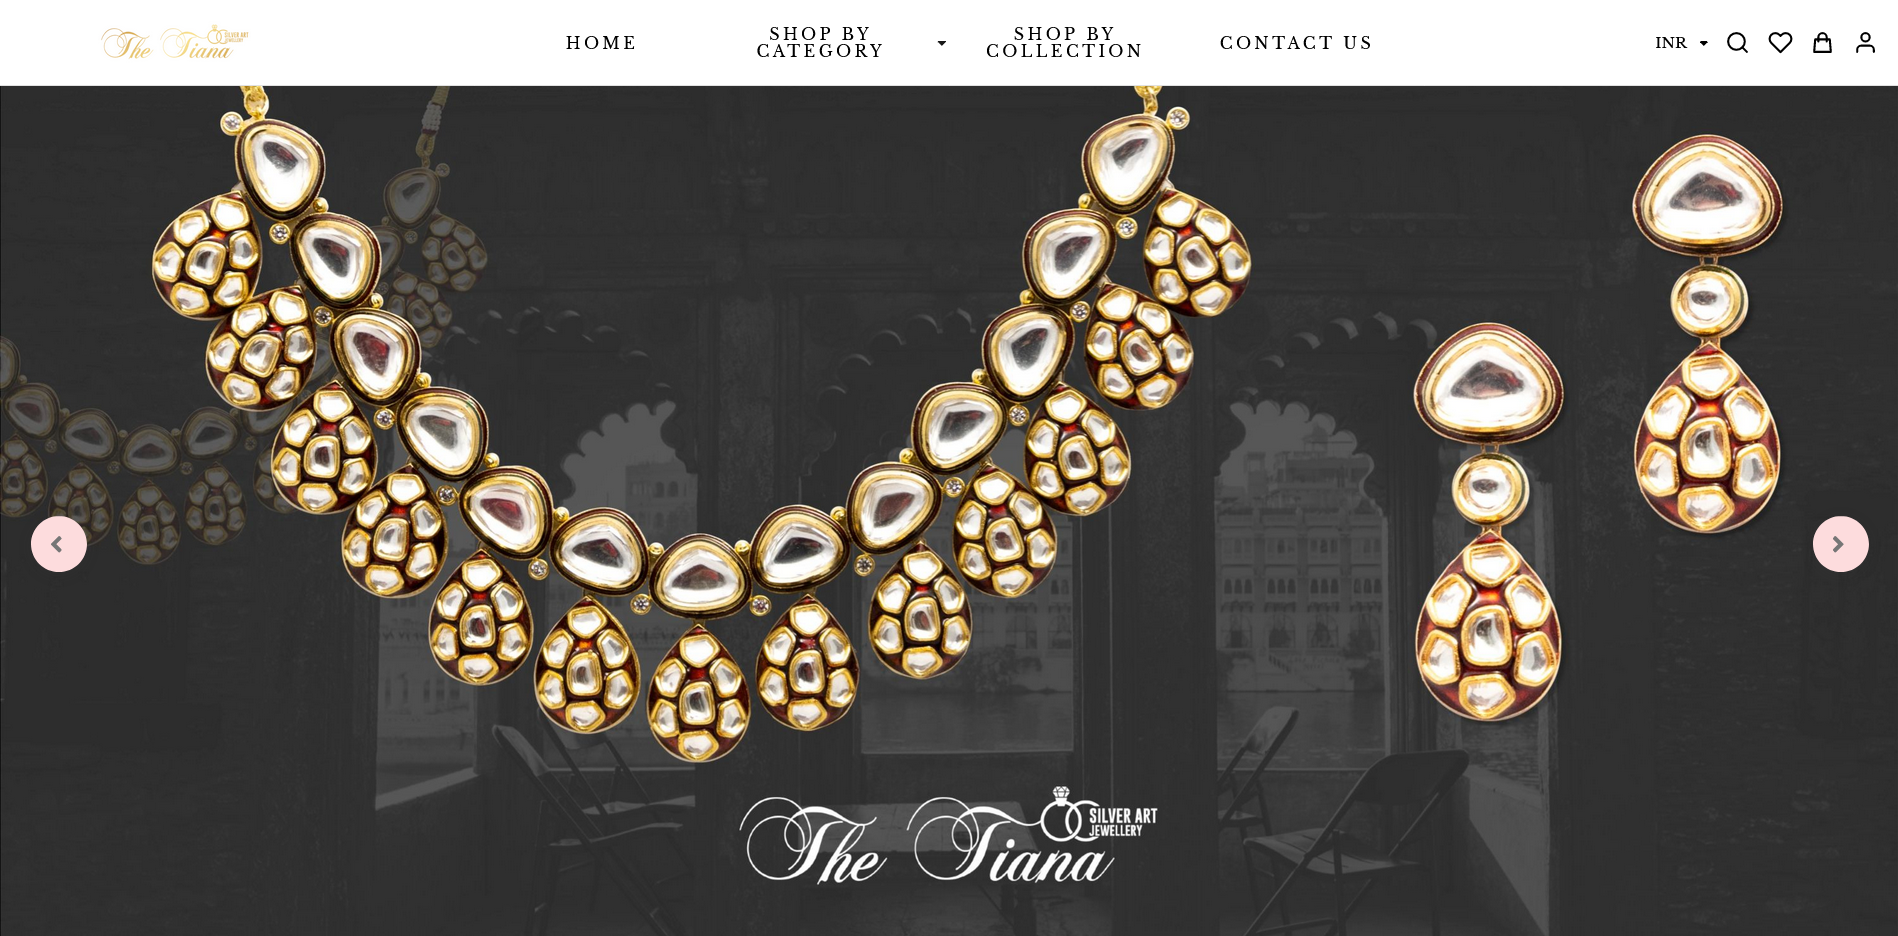 The Tiana SILVER ART
JEWELLERY
HOME
SHOP BY
CATEGORY
SHOP BY
COLLECTION
CONTACT US
INR
The Tiana SILVER ART
JEWELLERY